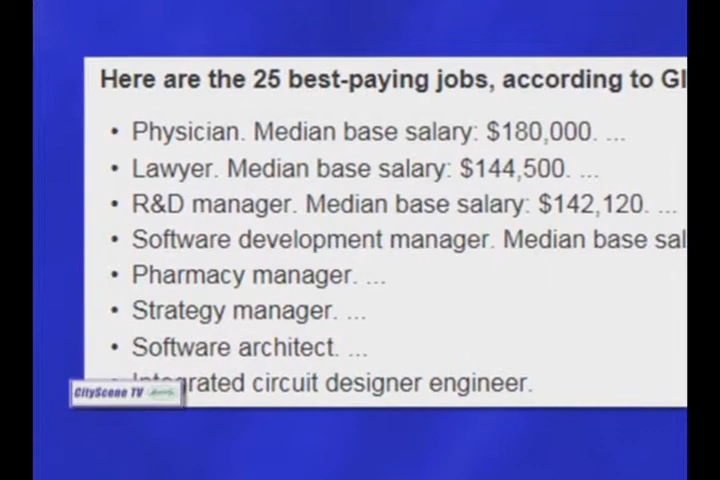 Here are the 25 best-paying jobs, according to Gl
• Physician. Median base salary: $180,000. ...
• Lawyer. Median base salary: $144,500. ...
• R&D manager. Median base salary: $142,120. ...
• Software development manager. Median base sal
• Pharmacy manager. ...
• Strategy manager. ...
• Software architect. ...
• Integrated circuit designer engineer.
CityScene TV